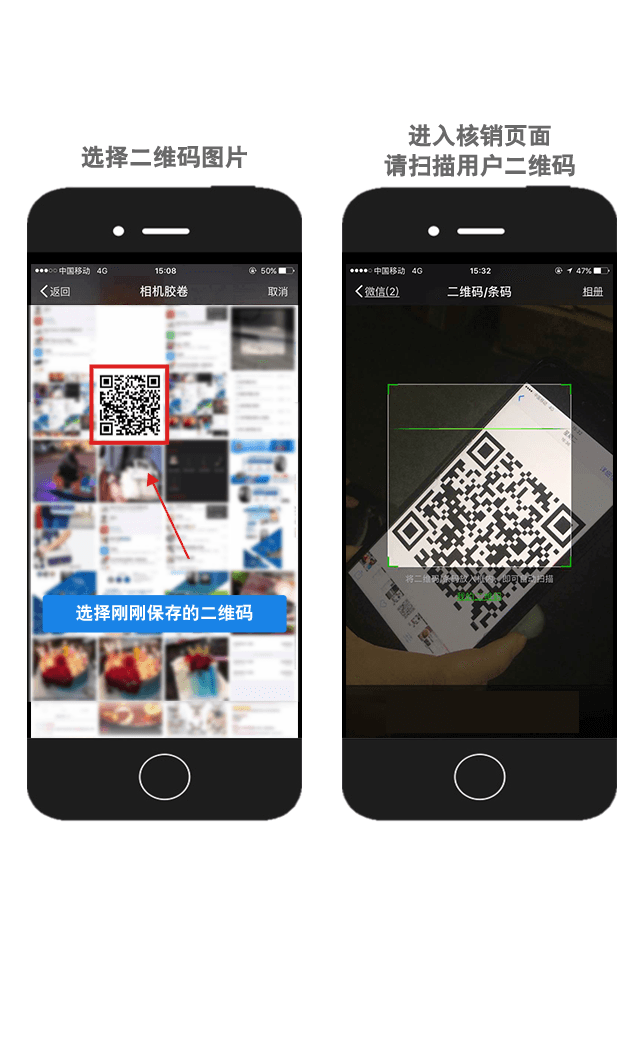 选择二维码图片
中国移动 4G 15:08 50%
返回 相机胶卷 取消
选择刚刚保存的二维码
进入核销页面
请扫描用户二维码
中国移动 4G 15:32 47%
微信(2) 二维码/条码 相册
将二维码/条码放入框内，即可自动扫描